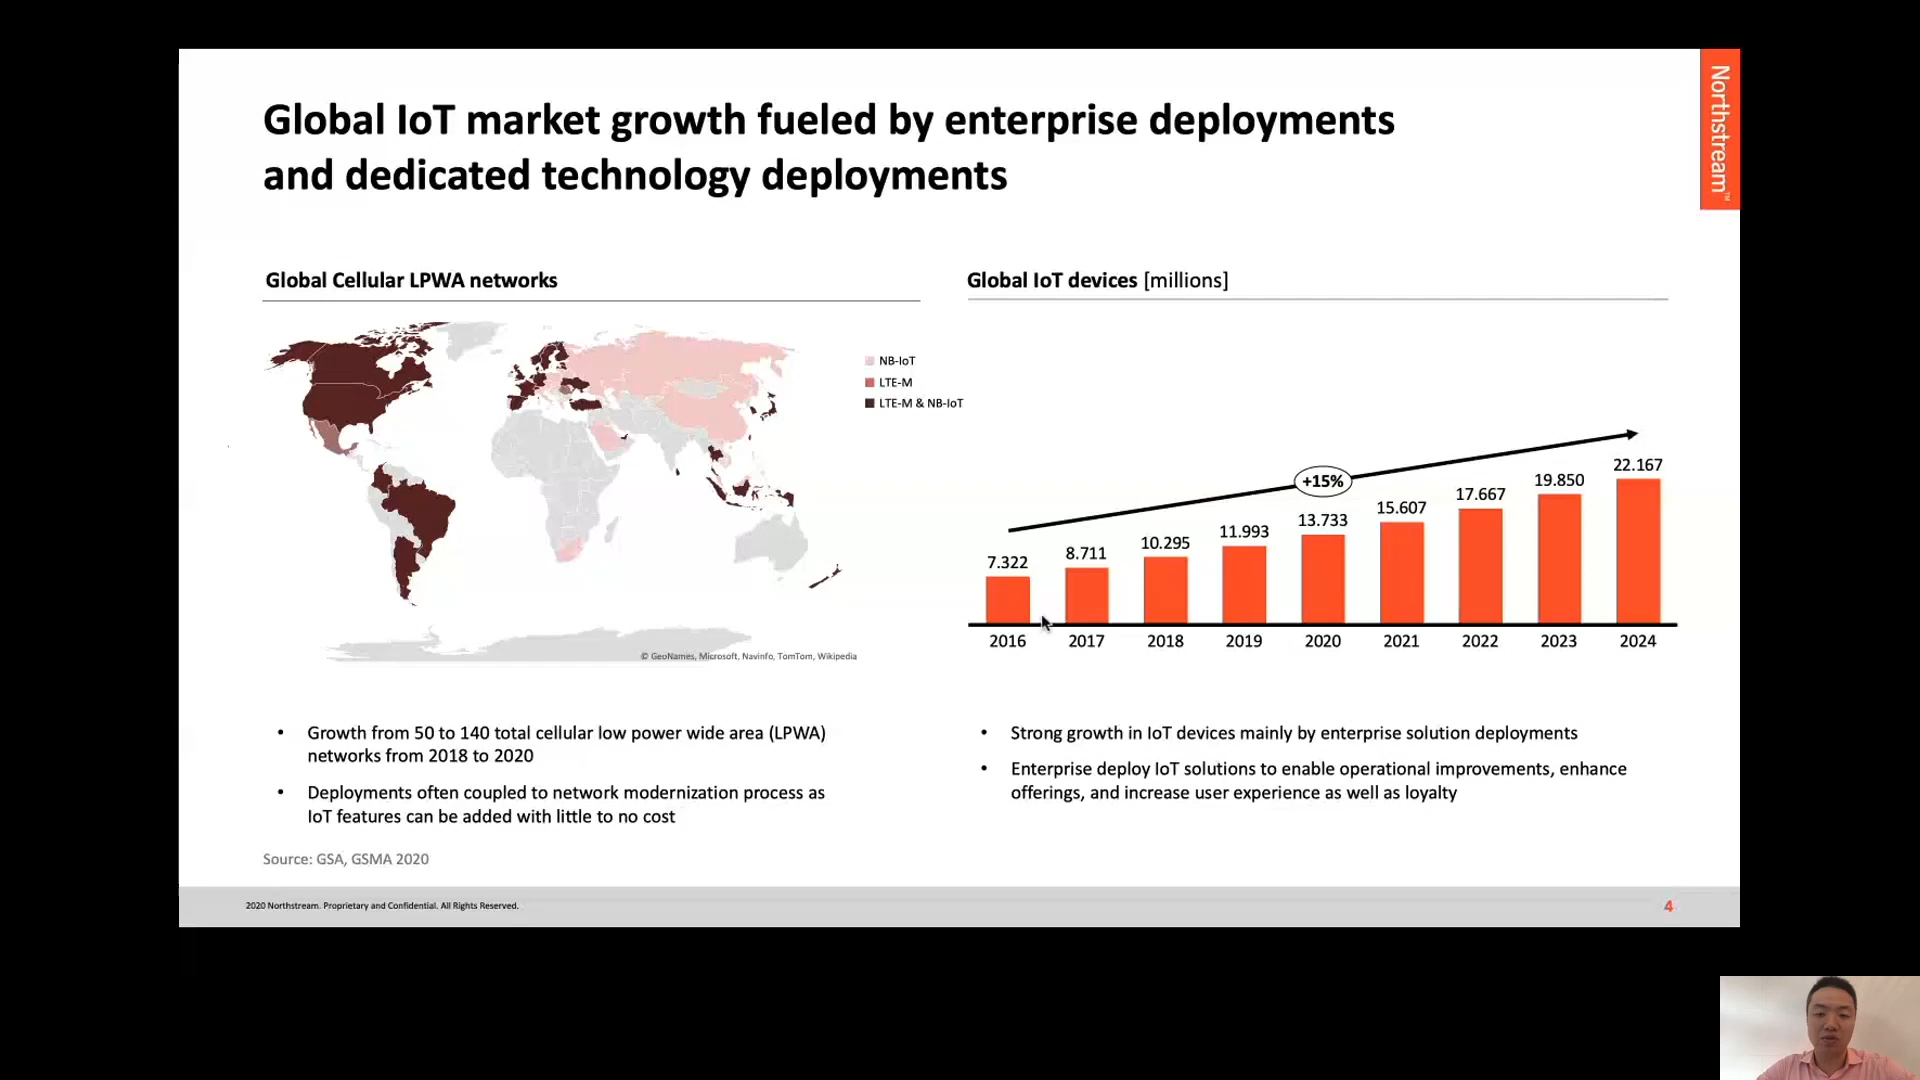 Northstream™
Global IoT market growth fueled by enterprise deployments
and dedicated technology deployments
Global Cellular LPWA networks
NB-IoT
LTE-M
LTE-M & NB-IoT
© GeoNames, Microsoft, Navinfo, TomTom, Wikipedia
• Growth from 50 to 140 total cellular low power wide area (LPWA)
networks from 2018 to 2020
• Deployments often coupled to network modernization process as
IoT features can be added with little to no cost
Global IoT devices [millions]
+15%
7.322 8.711 10.295 11.993 13.733 15.607 17.667 19.850 22.167
2016 2017 2018 2019 2020 2021 2022 2023 2024
• Strong growth in IoT devices mainly by enterprise solution deployments
• Enterprise deploy IoT solutions to enable operational improvements, enhance
offerings, and increase user experience as well as loyalty
Source: GSA, GSMA 2020
2020 Northstream. Proprietary and Confidential. All Rights Reserved.
4